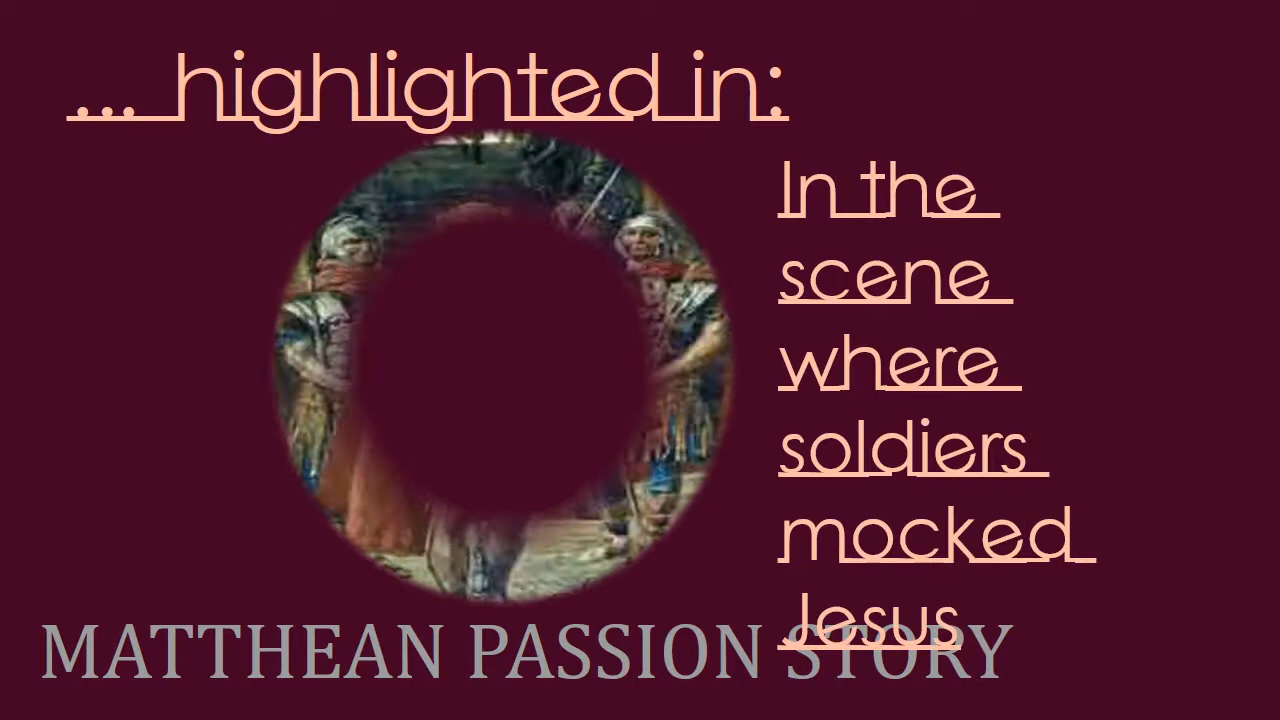 ... highlighted in:
In the
scene
where
soldiers
mocked
Jesus
MATTHEAN PASSION STORY